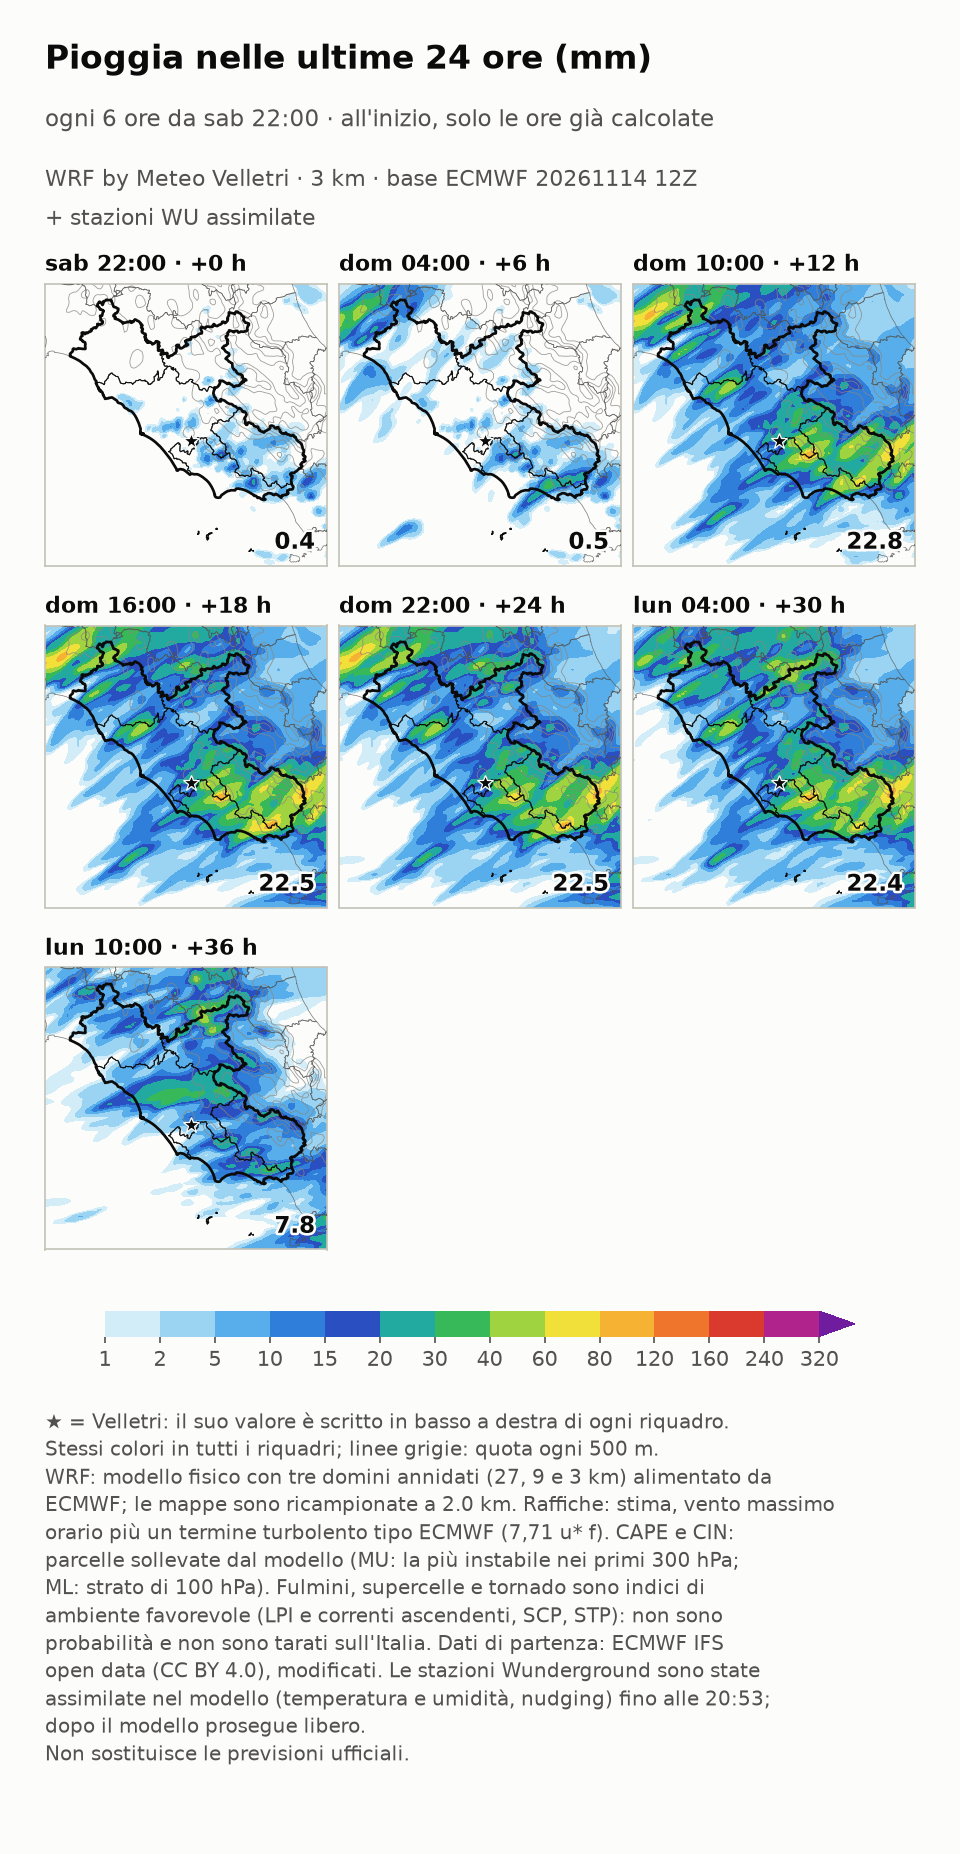 Pioggia nelle ultime 24 ore (mm)
ogni 6 ore da sab 22:00 · all'inizio, solo le ore già calcolate
WRF by Meteo Velletri · 3 km · base ECMWF 20261114 12Z
+ stazioni WU assimilate
sab 22:00 · +0 h
dom 04:00 · +6 h
dom 10:00 · +12 h
0.4
0.5
22.8
dom 16:00 · +18 h
dom 22:00 · +24 h
lun 04:00 · +30 h
22.5
22.5
22.4
lun 10:00 · +36 h
7.8
1 2 5 10 15 20 30 40 60 80 120 160 240 320
★ = Velletri: il suo valore è scritto in basso a destra di ogni riquadro.
Stessi colori in tutti i riquadri; linee grigie: quota ogni 500 m.
WRF: modello fisico con tre domini annidati (27, 9 e 3 km) alimentato da
ECMWF; le mappe sono ricampionate a 2.0 km. Raffiche: stima, vento massimo
orario più un termine turbolento tipo ECMWF (7,71 u* f). CAPE e CIN:
parcelle sollevate dal modello (MU: la più instabile nei primi 300 hPa;
ML: strato di 100 hPa). Fulmini, supercelle e tornado sono indici di
ambiente favorevole (LPI e correnti ascendenti, SCP, STP): non sono
probabilità e non sono tarati sull'Italia. Dati di partenza: ECMWF IFS
open data (CC BY 4.0), modificati. Le stazioni Wunderground sono state
assimilate nel modello (temperatura e umidità, nudging) fino alle 20:53;
dopo il modello prosegue libero.
Non sostituisce le previsioni ufficiali.